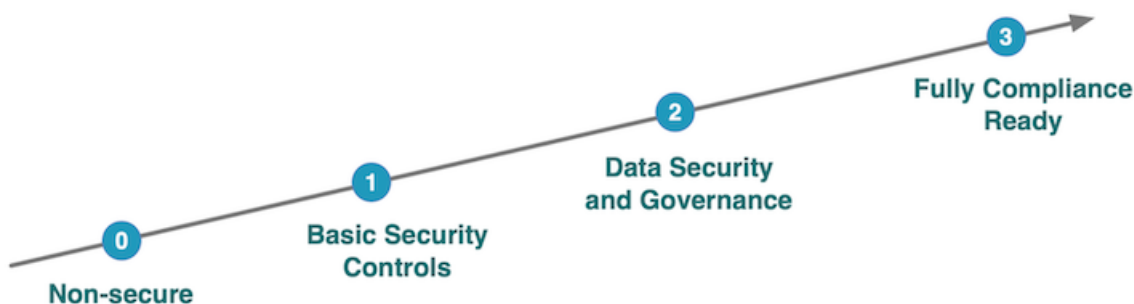 0
Non-secure
1
Basic Security
Controls
2
Data Security
and Governance
3
Fully Compliance
Ready